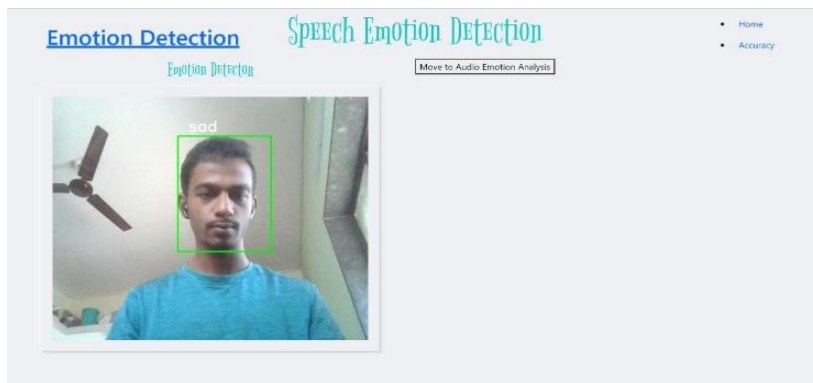 Emotion Detection
Speech Emotion Detection
Home
Accuracy
Emotion Detector
Move to Audio Emotion Analysis
sad